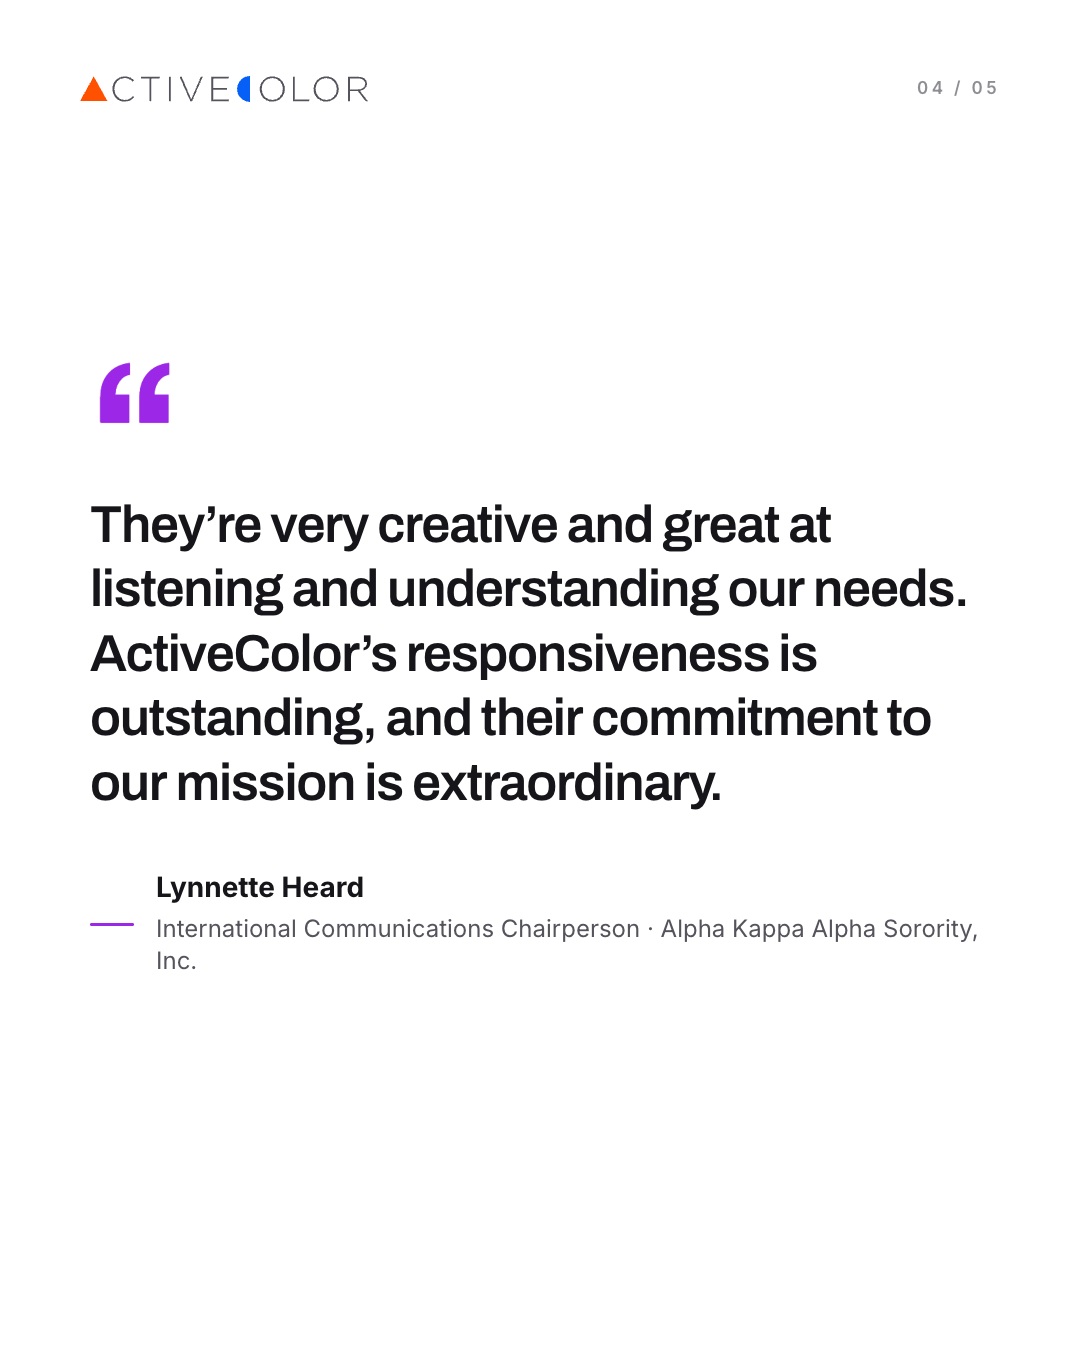 ACTIVECOLOR
04 / 05
“
They’re very creative and great at
listening and understanding our needs.
ActiveColor’s responsiveness is
outstanding, and their commitment to
our mission is extraordinary.
Lynnette Heard
International Communications Chairperson · Alpha Kappa Alpha Sorority,
Inc.